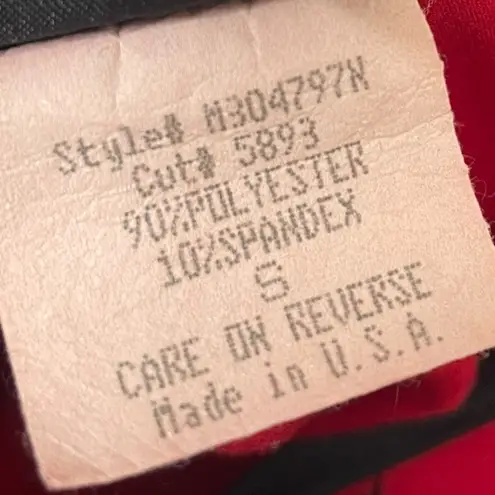 Style# M304797N
Cut# 5893
90%POLYESTER
10%SPANDEX
S
CARE ON REVERSE
Made in U.S.A.